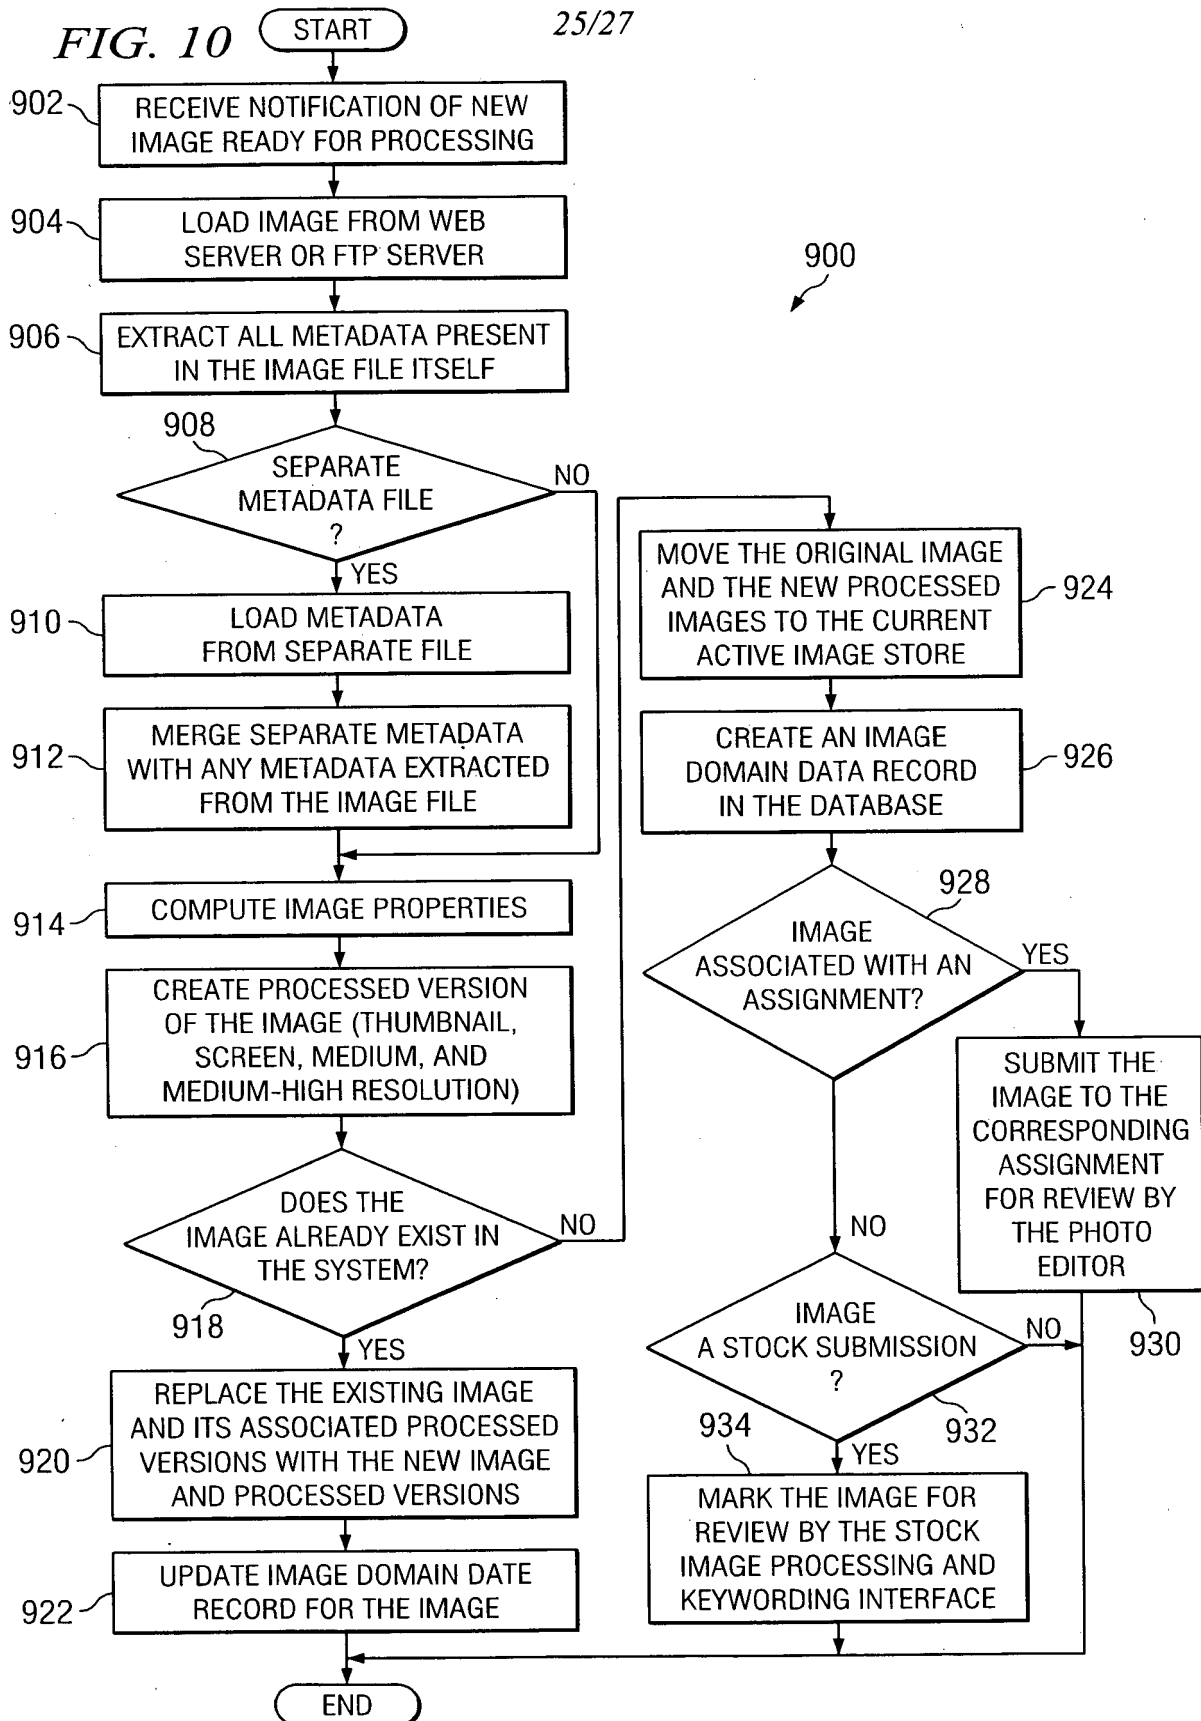 FIG. 10
25/27
START
902
RECEIVE NOTIFICATION OF NEW
IMAGE READY FOR PROCESSING
904
LOAD IMAGE FROM WEB
SERVER OR FTP SERVER
900
906
EXTRACT ALL METADATA PRESENT
IN THE IMAGE FILE ITSELF
908
SEPARATE
METADATA FILE
?
NO
YES
910
LOAD METADATA
FROM SEPARATE FILE
912
MERGE SEPARATE METADATA
WITH ANY METADATA EXTRACTED
FROM THE IMAGE FILE
914
COMPUTE IMAGE PROPERTIES
916
CREATE PROCESSED VERSION
OF THE IMAGE (THUMBNAIL,
SCREEN, MEDIUM, AND
MEDIUM-HIGH RESOLUTION)
DOES THE
IMAGE ALREADY EXIST IN
THE SYSTEM?
NO
918
YES
920
REPLACE THE EXISTING IMAGE
AND ITS ASSOCIATED PROCESSED
VERSIONS WITH THE NEW IMAGE
AND PROCESSED VERSIONS
922
UPDATE IMAGE DOMAIN DATE
RECORD FOR THE IMAGE
END
MOVE THE ORIGINAL IMAGE
AND THE NEW PROCESSED
IMAGES TO THE CURRENT
ACTIVE IMAGE STORE
924
CREATE AN IMAGE
DOMAIN DATA RECORD
IN THE DATABASE
926
928
IMAGE
ASSOCIATED WITH AN
ASSIGNMENT?
YES
NO
SUBMIT THE
IMAGE TO THE
CORRESPONDING
ASSIGNMENT
FOR REVIEW BY
THE PHOTO
EDITOR
930
IMAGE
A STOCK SUBMISSION
?
NO
932
934
YES
MARK THE IMAGE FOR
REVIEW BY THE STOCK
IMAGE PROCESSING AND
KEYWORDING INTERFACE